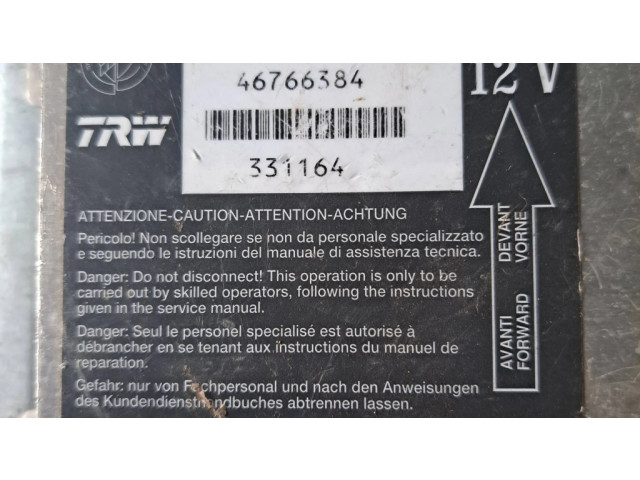 46766384
12 V
TRW
331164
ATTENZIONE-CAUTION-ATTENTION-ACHTUNG
Pericolo! Non scollegare se non da personale specializzato
e seguendo le istruzioni del manuale di assistenza tecnica.
Danger: Do not disconnect! This operation is only to be
carried out by skilled operators, following the instructions
given in the service manual.
Danger: Seul le personel specialisé est autorisé à
débrancher en se tenant aux instructions du manuel de
reparation.
Gefahr: nur von Fachpersonal und nach den Anweisungen
des Kundendiensthandbuches abtrennen lassen.
AVANTI DEVANT
FORWARD VORNE